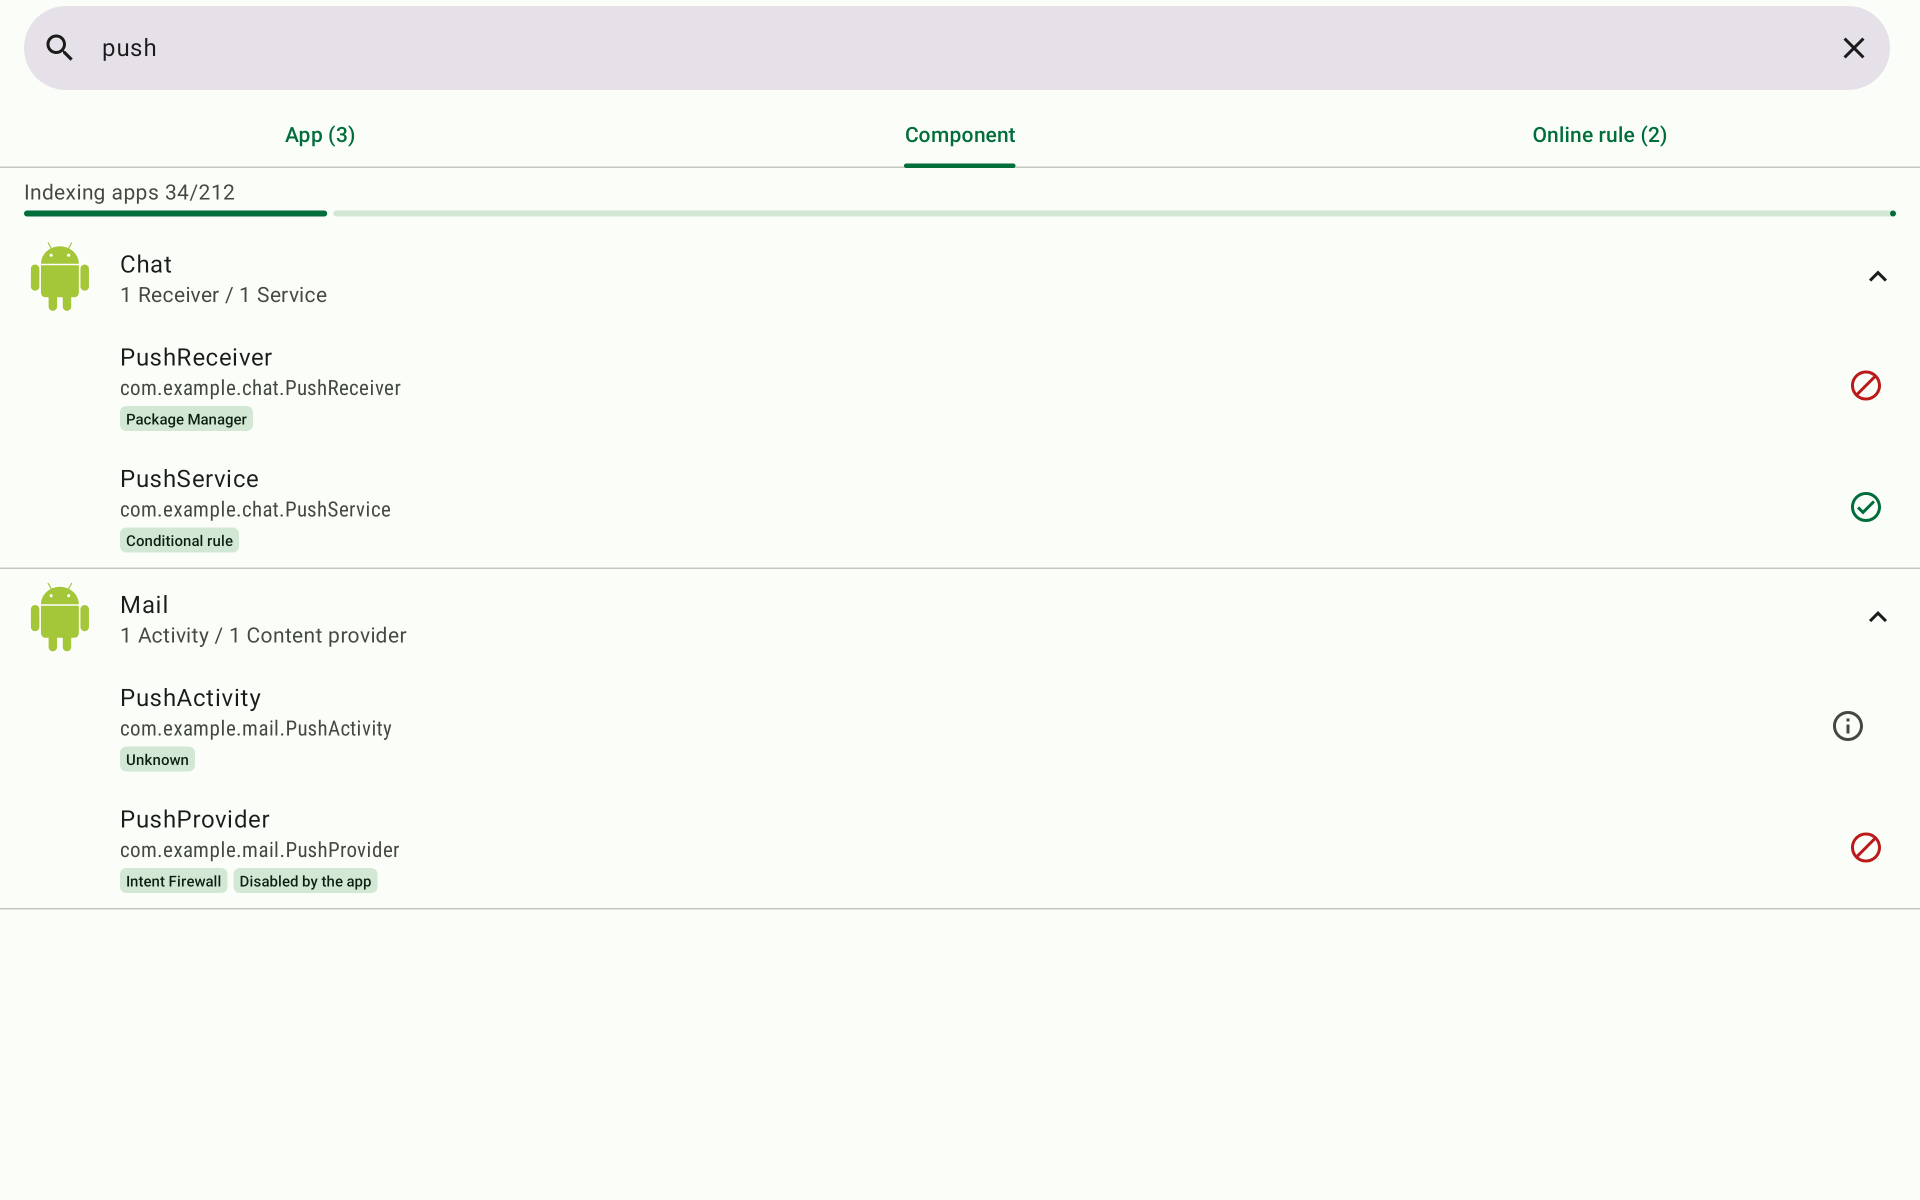 push
App (3)
Component
Online rule (2)
Indexing apps 34/212
Chat
1 Receiver / 1 Service
PushReceiver
com.example.chat.PushReceiver
Package Manager
PushService
com.example.chat.PushService
Conditional rule
Mail
1 Activity / 1 Content provider
PushActivity
com.example.mail.PushActivity
Unknown
PushProvider
com.example.mail.PushProvider
Intent Firewall Disabled by the app